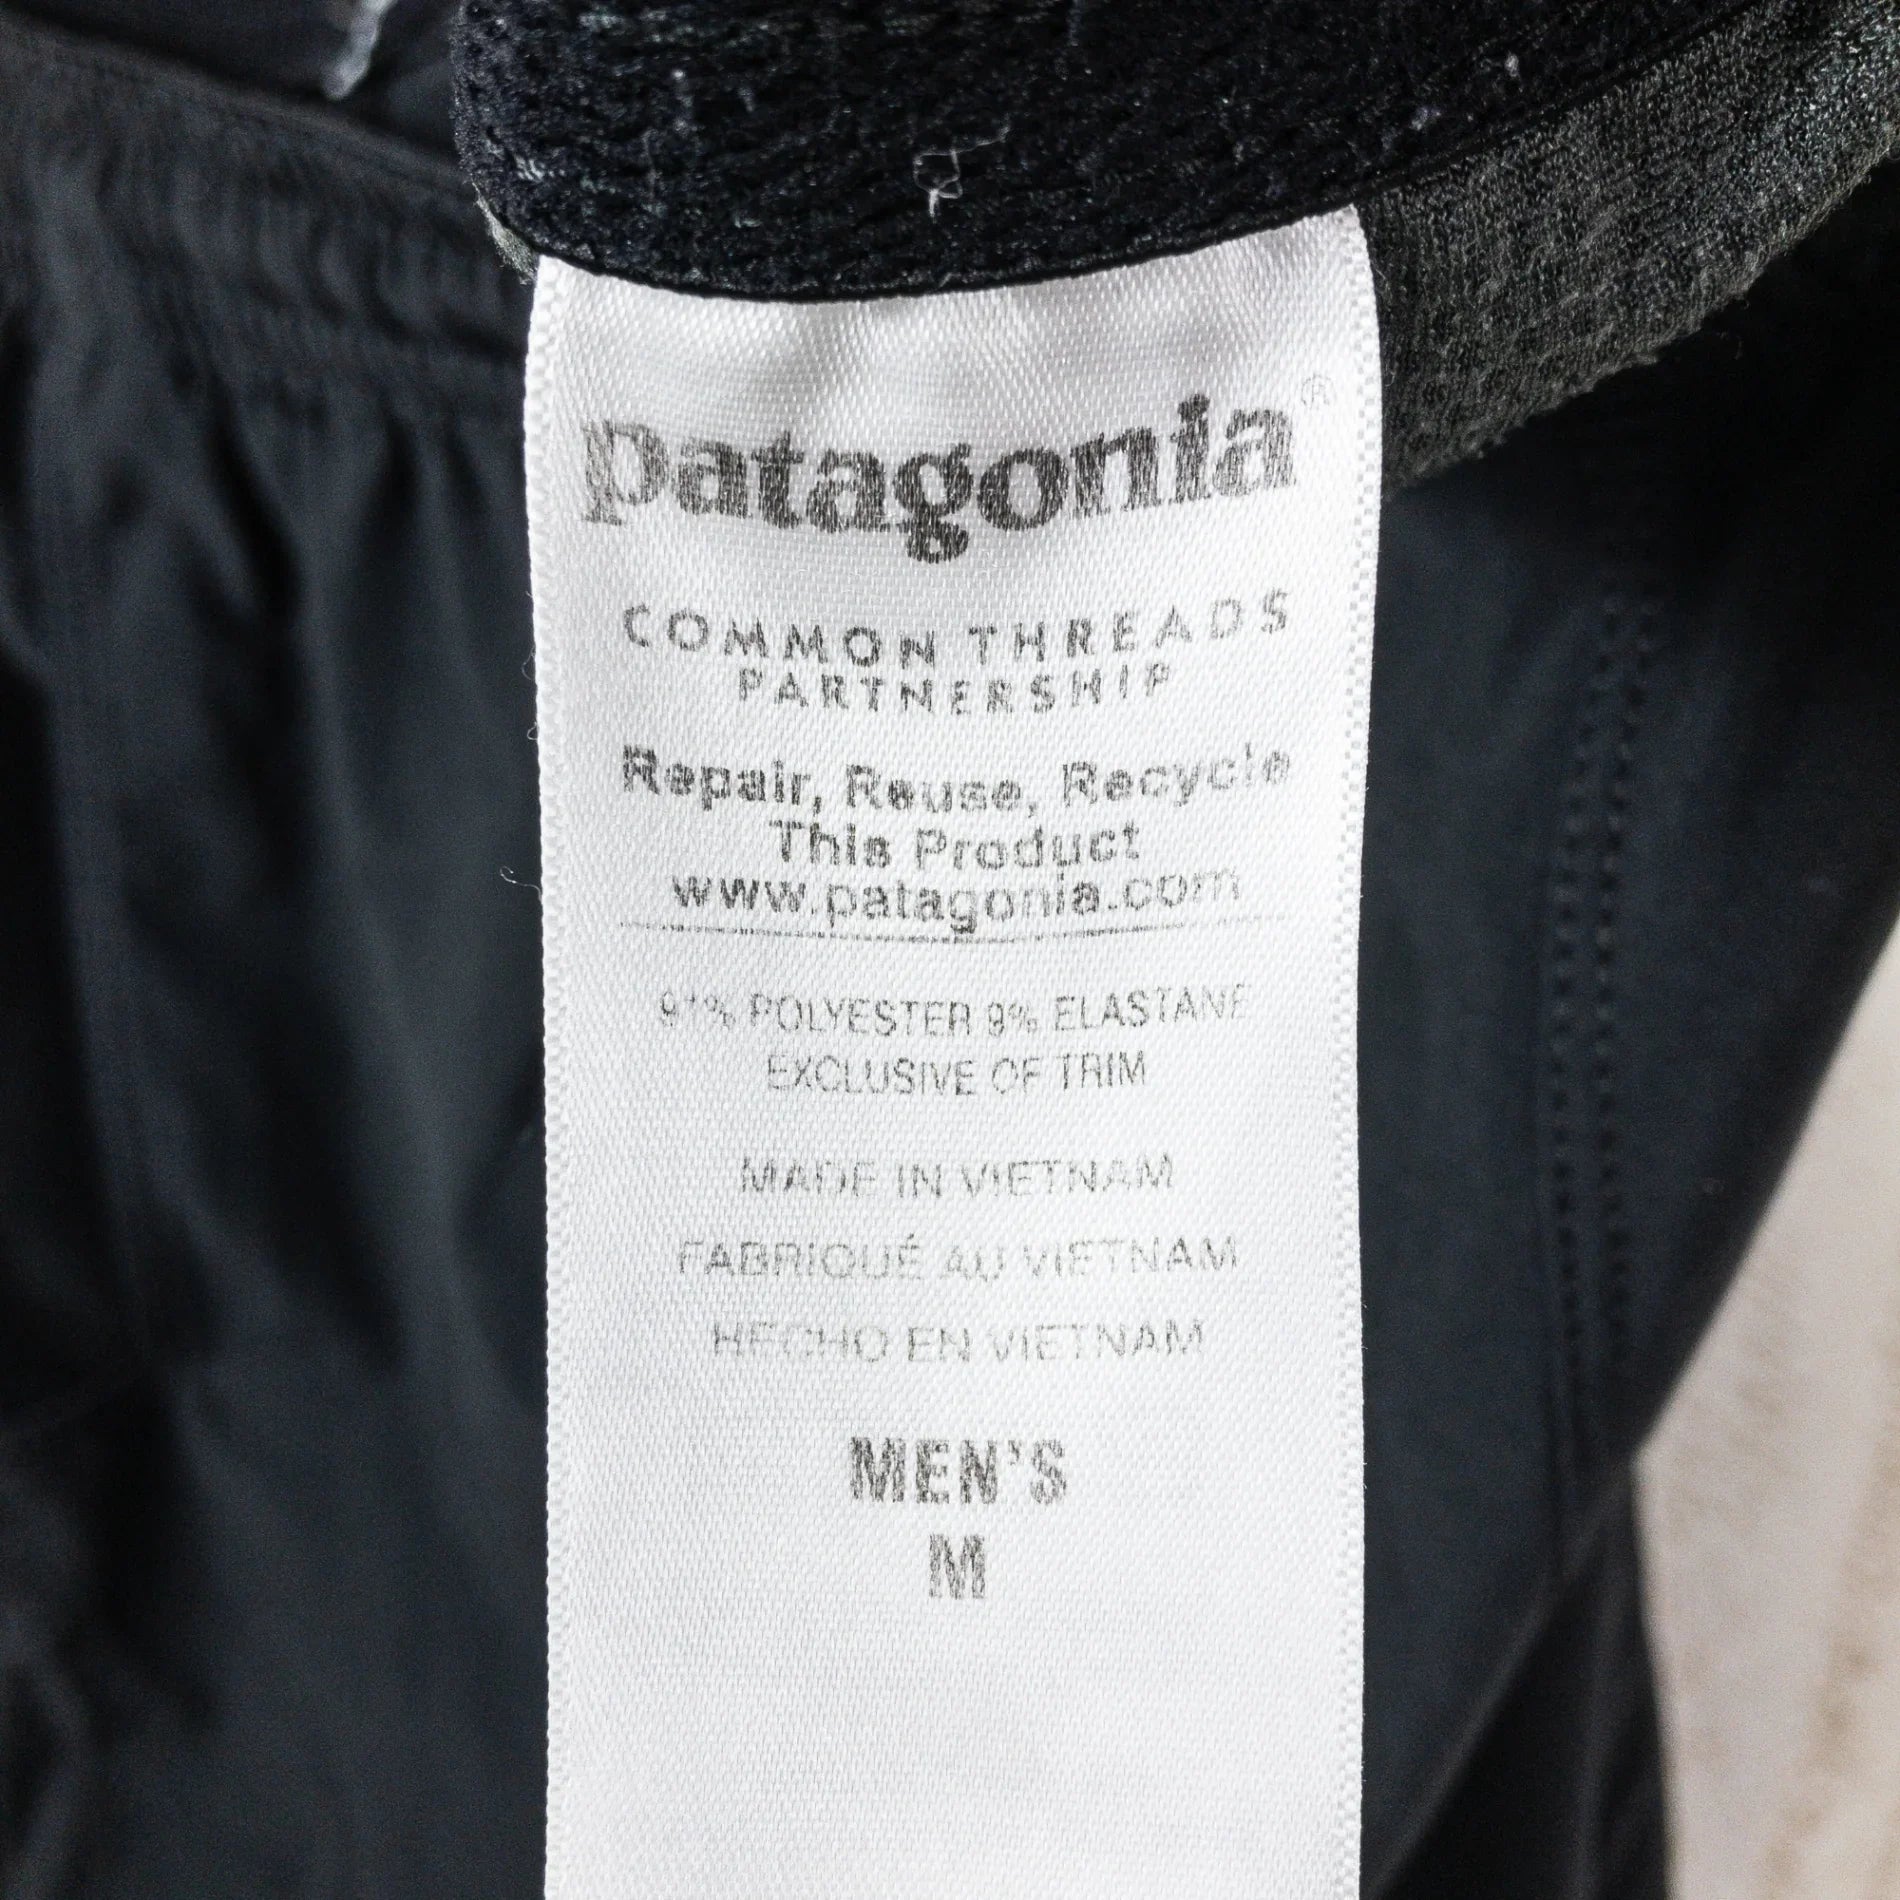 patagonia®
COMMON THREADS
PARTNERSHIP
Repair, Reuse, Recycle
This Product
www.patagonia.com
91% POLYESTER 9% ELASTANE
EXCLUSIVE OF TRIM
MADE IN VIETNAM
FABRIQUÉ AU VIETNAM
HECHO EN VIETNAM
MEN'S
M